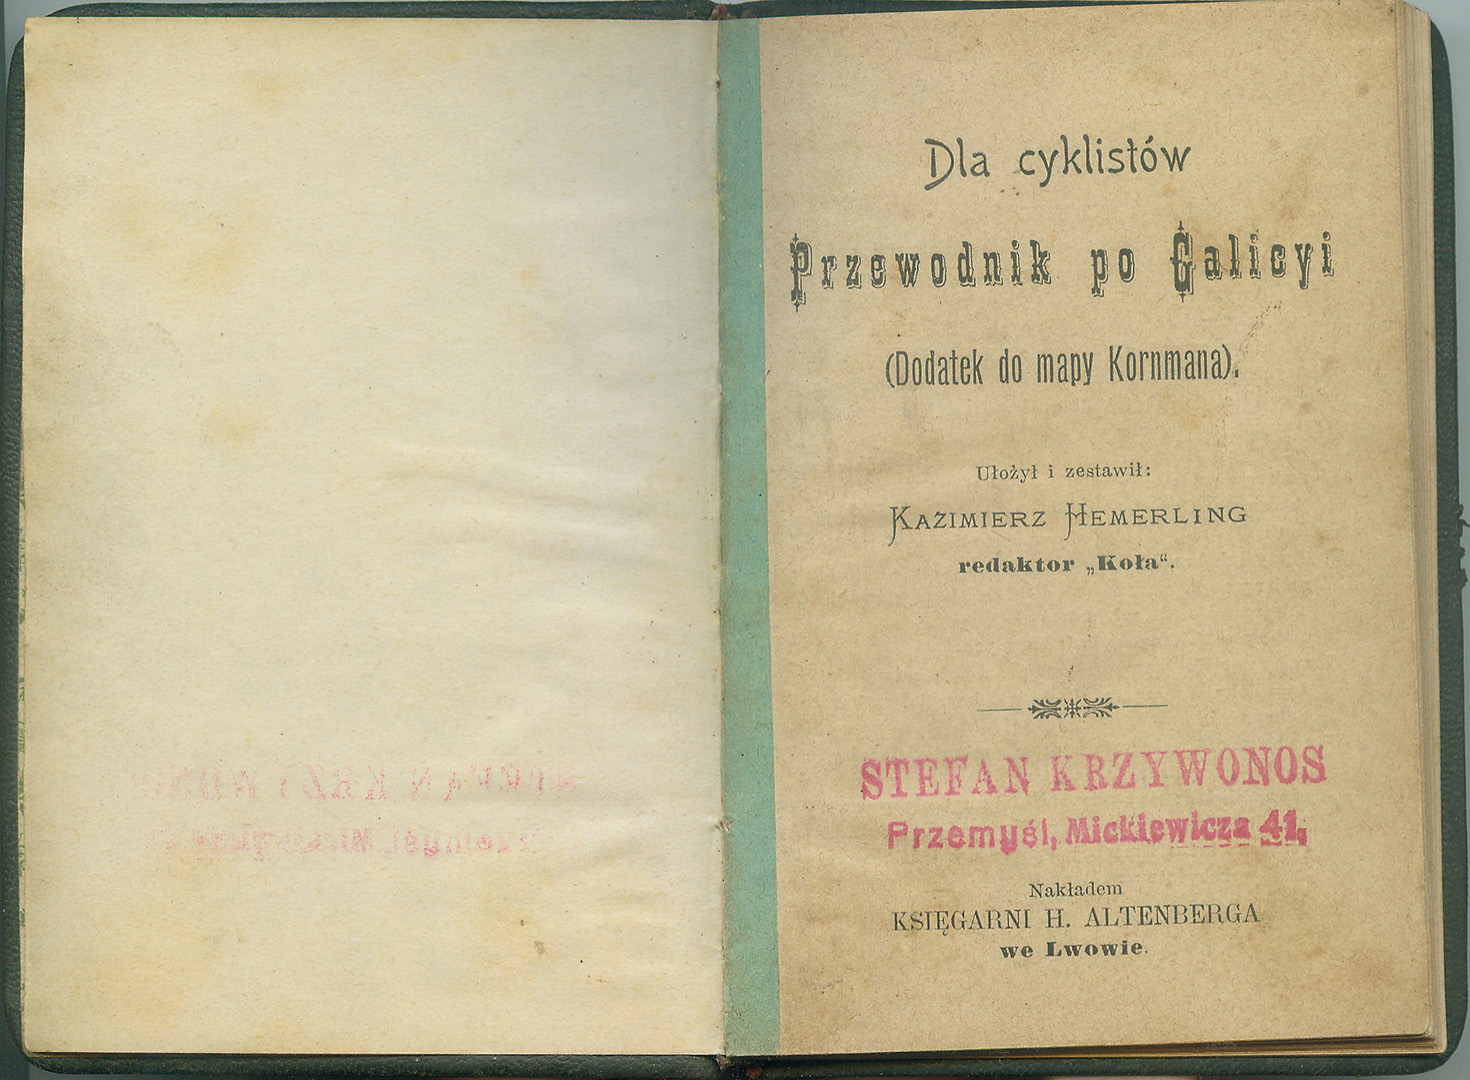 Dla cyklistów
Przewodnik po Galicyi
(Dodatek do mapy Kornmana).
Ułożył i zestawił:
KAZIMIERZ HEMERLING
redaktor „Koła“.
STEFAN KRZYWONOS
Przemyśl, Mickiewicza 41.
Nakładem
KSIĘGARNI H. ALTENBERGA
we Lwowie.